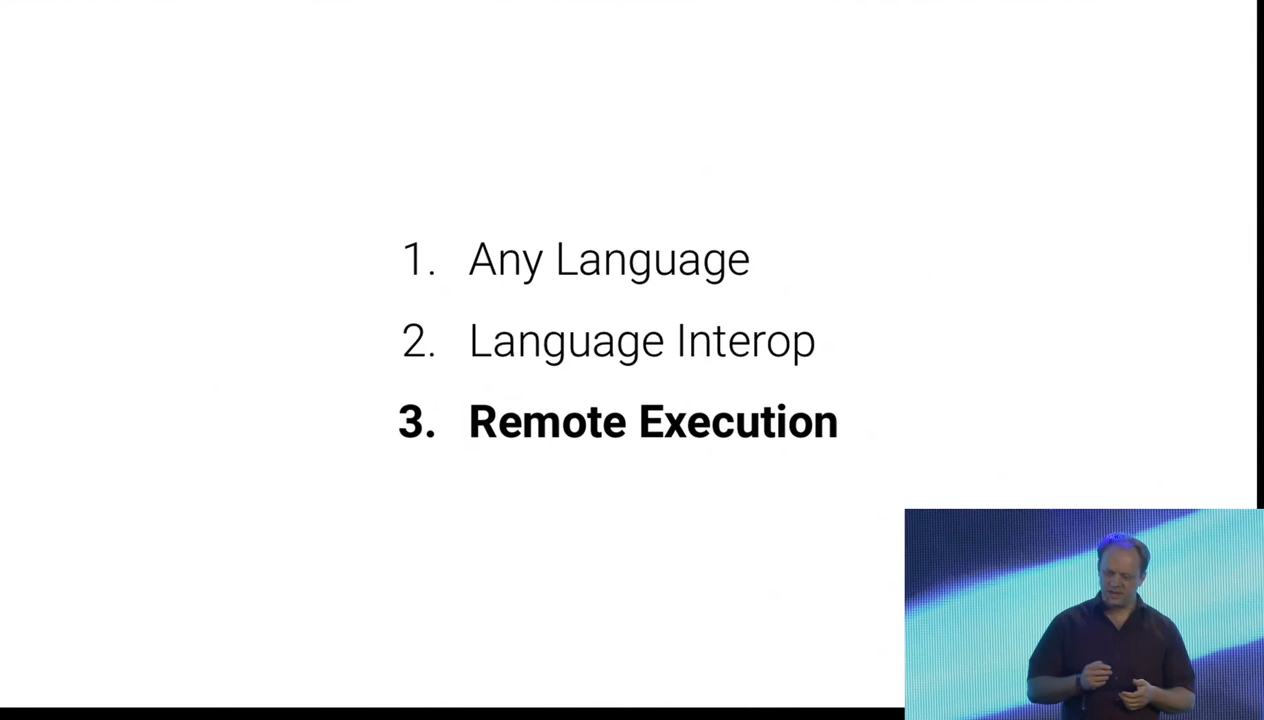 1. Any Language
2. Language Interop
3. Remote Execution